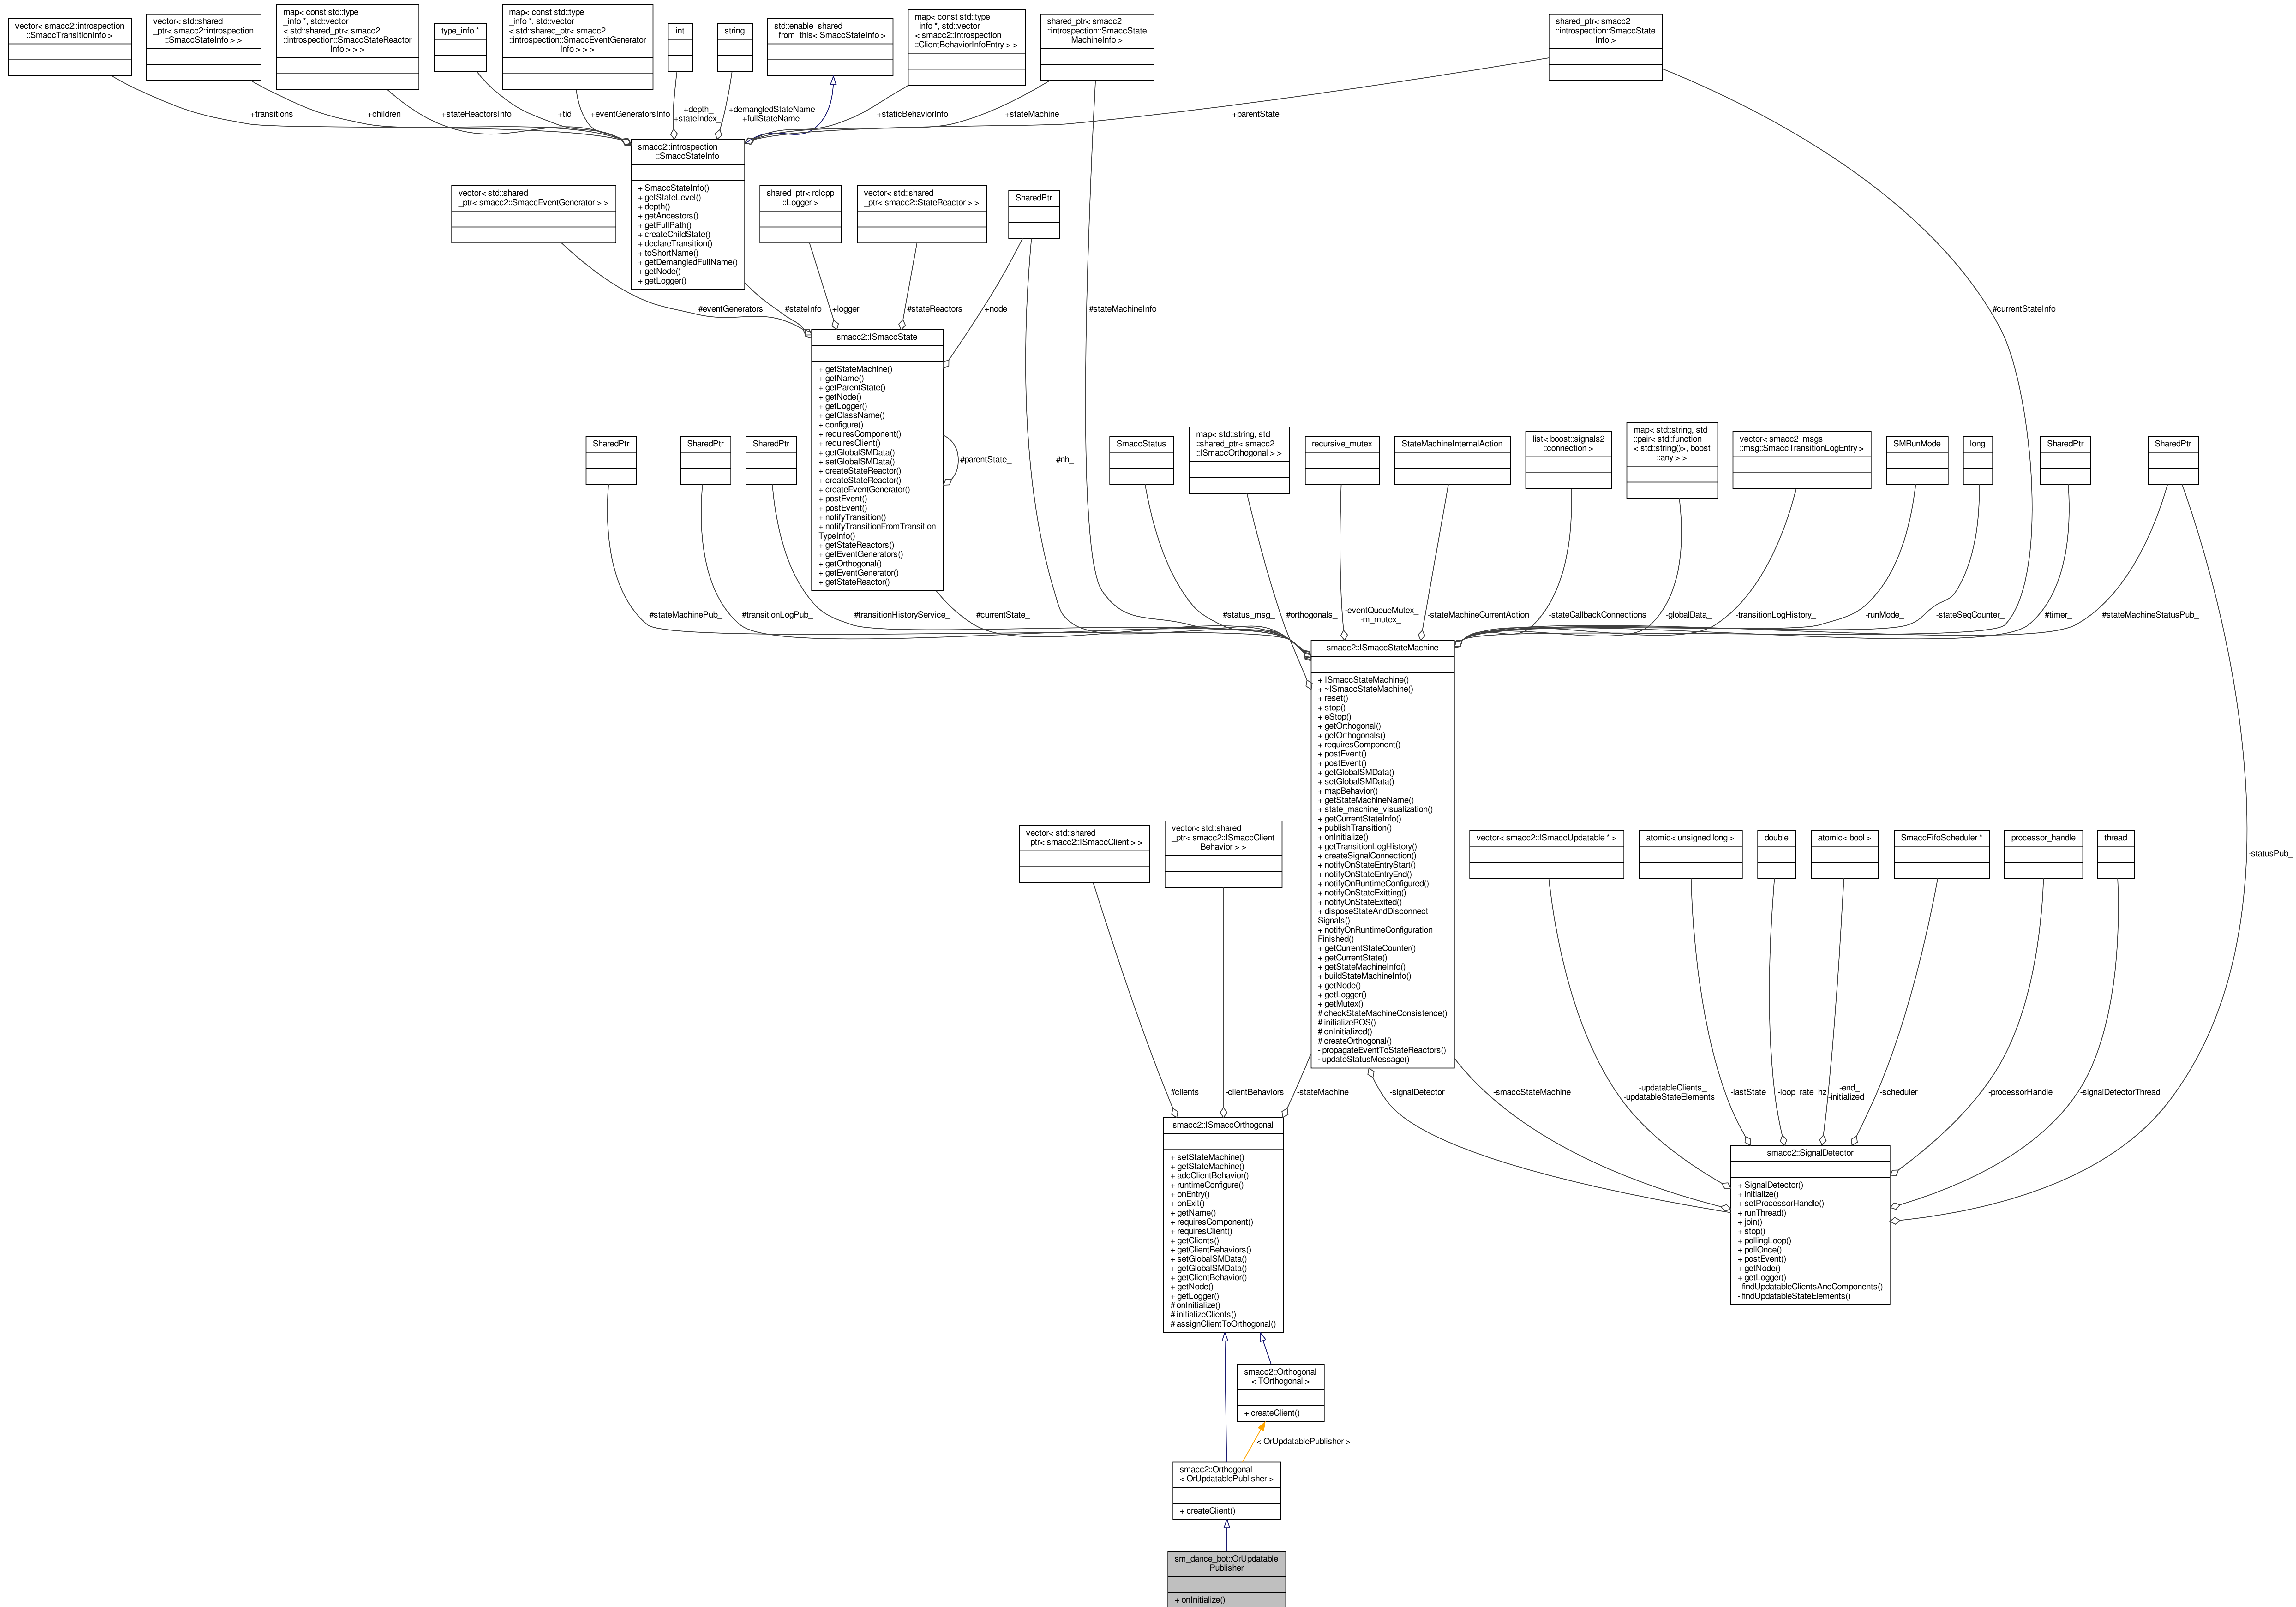 vector< smacc2::introspection
::SmaccTransitionInfo >
vector< std::shared
_ptr< smacc2::introspection
::SmaccStateInfo > >
map< const std::type
_info *, std::vector
< std::shared_ptr< smacc2
::introspection::SmaccStateReactor
Info > > >
type_info *
map< const std::type
_info *, std::vector
< std::shared_ptr< smacc2
::introspection::SmaccEventGenerator
Info > > >
int
string
std::enable_shared
_from_this< SmaccStateInfo >
map< const std::type
_info *, std::vector
< smacc2::introspection
::ClientBehaviorInfoEntry > >
shared_ptr< smacc2
::introspection::SmaccState
MachineInfo >
shared_ptr< smacc2
::introspection::SmaccState
Info >
+transitions_
+children_
+stateReactorsInfo
+tid_
+eventGeneratorsInfo
+depth_
+stateIndex_
+demangledStateName
+fullStateName
+staticBehaviorInfo
+stateMachine_
+parentState_
smacc2::introspection
::SmaccStateInfo
+ SmaccStateInfo()
+ getStateLevel()
+ depth()
+ getAncestors()
+ getFullPath()
+ createChildState()
+ declareTransition()
+ toShortName()
+ getDemangledFullName()
+ getNode()
+ getLogger()
vector< std::shared
_ptr< smacc2::SmaccEventGenerator > >
shared_ptr< rclcpp
::Logger >
vector< std::shared
_ptr< smacc2::StateReactor > >
SharedPtr
#eventGenerators_
#stateInfo_
+logger_
#stateReactors_
+node_
#stateMachineInfo_
#currentStateInfo_
smacc2::ISmaccState
+ getStateMachine()
+ getName()
+ getParentState()
+ getNode()
+ getLogger()
+ getClassName()
+ configure()
+ requiresComponent()
+ requiresClient()
+ getGlobalSMData()
+ setGlobalSMData()
+ createStateReactor()
+ createStateReactor()
+ createEventGenerator()
+ postEvent()
+ postEvent()
+ notifyTransition()
+ notifyTransitionFromTransition
TypeInfo()
+ getStateReactors()
+ getEventGenerators()
+ getOrthogonal()
+ getEventGenerator()
+ getStateReactor()
#parentState_
#nh_
SharedPtr
SharedPtr
SharedPtr
SmaccStatus
map< std::string, std
::shared_ptr< smacc2
::ISmaccOrthogonal > >
recursive_mutex
StateMachineInternalAction
list< boost::signals2
::connection >
map< std::string, std
::pair< std::function
< std::string()>, boost
::any > >
vector< smacc2_msgs
::msg::SmaccTransitionLogEntry >
SMRunMode
long
SharedPtr
SharedPtr
#stateMachinePub_
#transitionLogPub_
#transitionHistoryService_
#currentState_
#status_msg_
#orthogonals_
-eventQueueMutex_
-m_mutex_
-stateMachineCurrentAction
-stateCallbackConnections
-globalData_
-transitionLogHistory_
-runMode_
-stateSeqCounter_
#timer_
#stateMachineStatusPub_
smacc2::ISmaccStateMachine
+ ISmaccStateMachine()
+ ~ISmaccStateMachine()
+ reset()
+ stop()
+ eStop()
+ getOrthogonal()
+ getOrthogonals()
+ requiresComponent()
+ postEvent()
+ postEvent()
+ getGlobalSMData()
+ setGlobalSMData()
+ mapBehavior()
+ getStateMachineName()
+ state_machine_visualization()
+ getCurrentStateInfo()
+ publishTransition()
+ onInitialize()
+ getTransitionLogHistory()
+ createSignalConnection()
+ notifyOnStateEntryStart()
+ notifyOnStateEntryEnd()
+ notifyOnRuntimeConfigured()
+ notifyOnStateExitting()
+ notifyOnStateExited()
+ disposeStateAndDisconnect
Signals()
+ notifyOnRuntimeConfiguration
Finished()
+ getCurrentStateCounter()
+ getCurrentState()
+ getStateMachineInfo()
+ buildStateMachineInfo()
+ getNode()
+ getLogger()
+ getMutex()
# checkStateMachineConsistence()
# initializeROS()
# onInitialized()
# createOrthogonal()
- propagateEventToStateReactors()
- updateStatusMessage()
vector< std::shared
_ptr< smacc2::ISmaccClient > >
vector< std::shared
_ptr< smacc2::ISmaccClient
Behavior > >
vector< smacc2::ISmaccUpdatable * >
atomic< unsigned long >
double
atomic< bool >
SmaccFifoScheduler *
processor_handle
thread
-statusPub_
#clients_
-clientBehaviors_
-stateMachine_
-signalDetector_
-smaccStateMachine_
-updatableClients_
-updatableStateElements_
-lastState_
-loop_rate_hz
-end_
-initialized_
-scheduler_
-processorHandle_
-signalDetectorThread_
smacc2::ISmaccOrthogonal
+ setStateMachine()
+ getStateMachine()
+ addClientBehavior()
+ runtimeConfigure()
+ onEntry()
+ onExit()
+ getName()
+ requiresComponent()
+ requiresClient()
+ getClients()
+ getClientBehaviors()
+ setGlobalSMData()
+ getGlobalSMData()
+ getClientBehavior()
+ getNode()
+ getLogger()
# onInitialize()
# initializeClients()
# assignClientToOrthogonal()
smacc2::SignalDetector
+ SignalDetector()
+ initialize()
+ setProcessorHandle()
+ runThread()
+ join()
+ stop()
+ pollingLoop()
+ pollOnce()
+ postEvent()
+ getNode()
+ getLogger()
- findUpdatableClientsAndComponents()
- findUpdatableStateElements()
smacc2::Orthogonal
< TOrthogonal >
+ createClient()
< OrUpdatablePublisher >
smacc2::Orthogonal
< OrUpdatablePublisher >
+ createClient()
sm_dance_bot::OrUpdatable
Publisher
+ onInitialize()